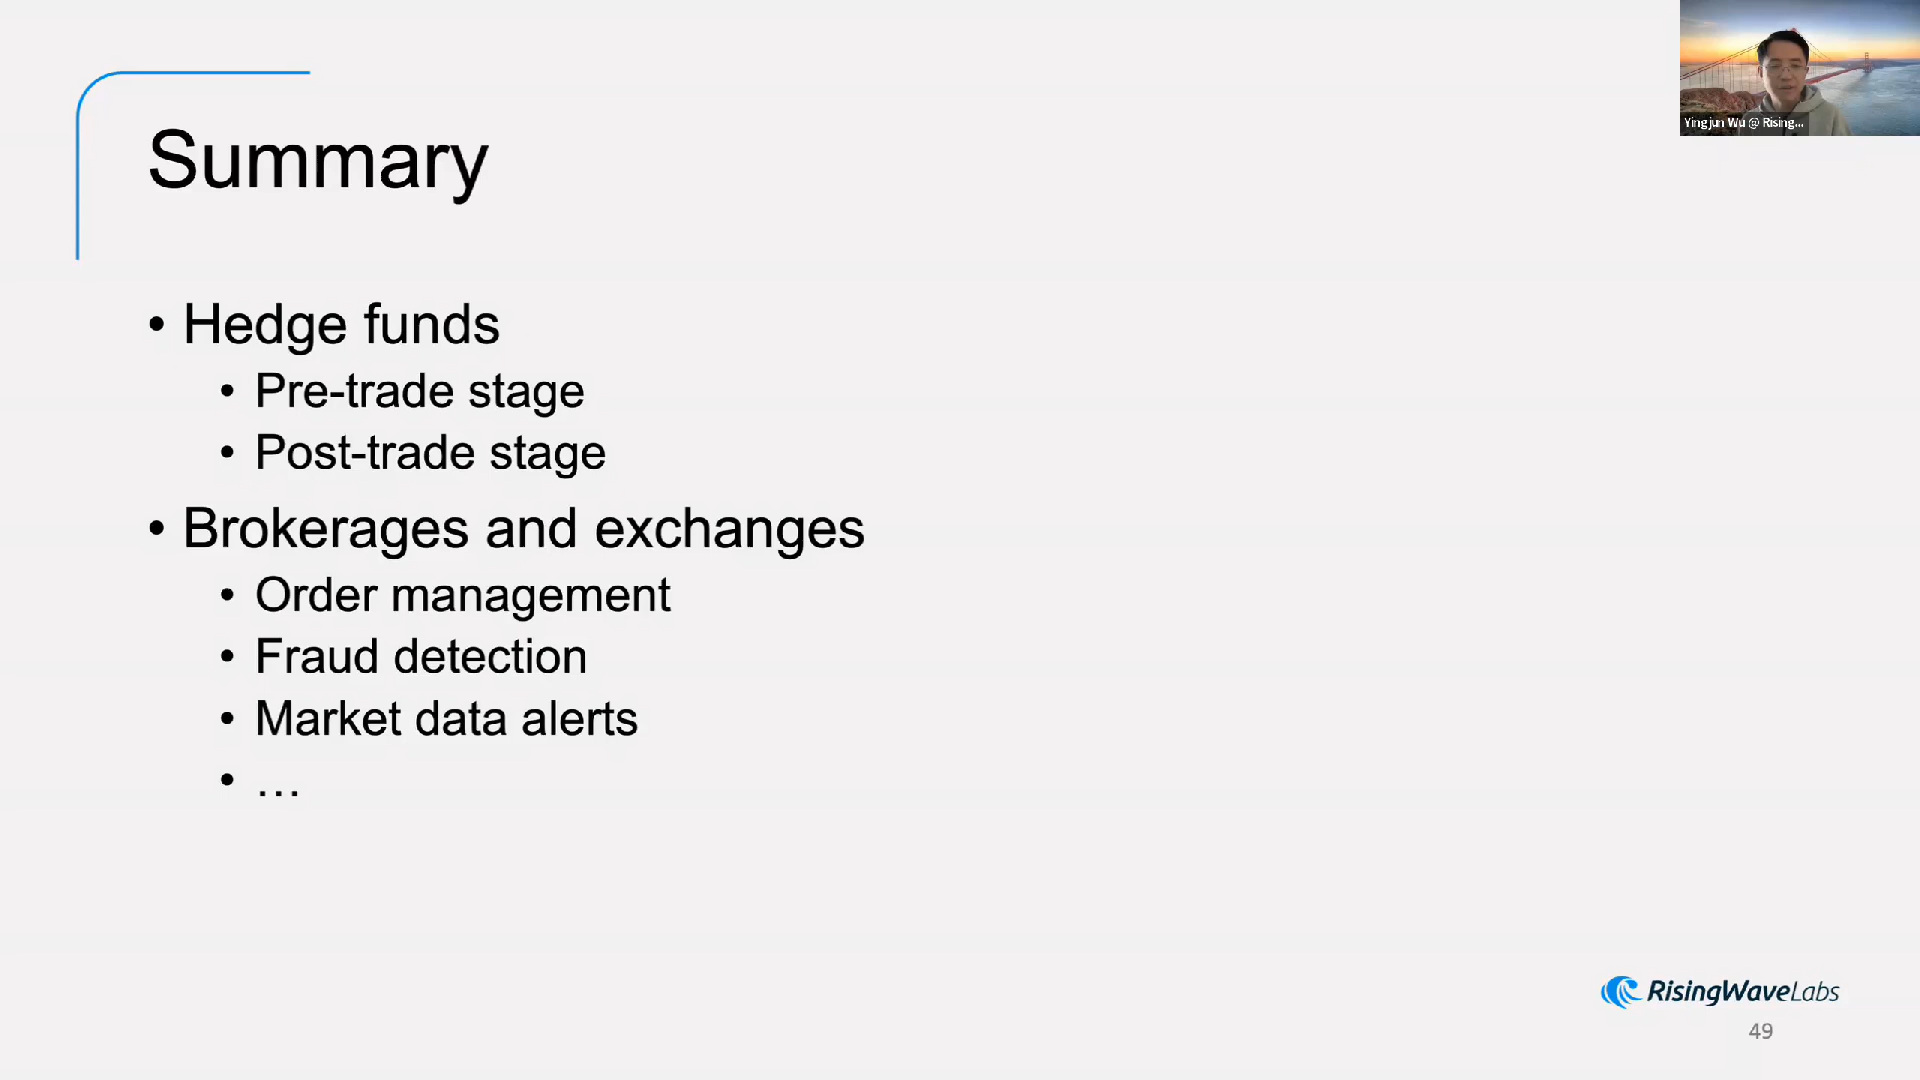 Yingjun Wu @ Rising...
Summary
• Hedge funds
• Pre-trade stage
• Post-trade stage
• Brokerages and exchanges
• Order management
• Fraud detection
• Market data alerts
• …
RisingWaveLabs
49